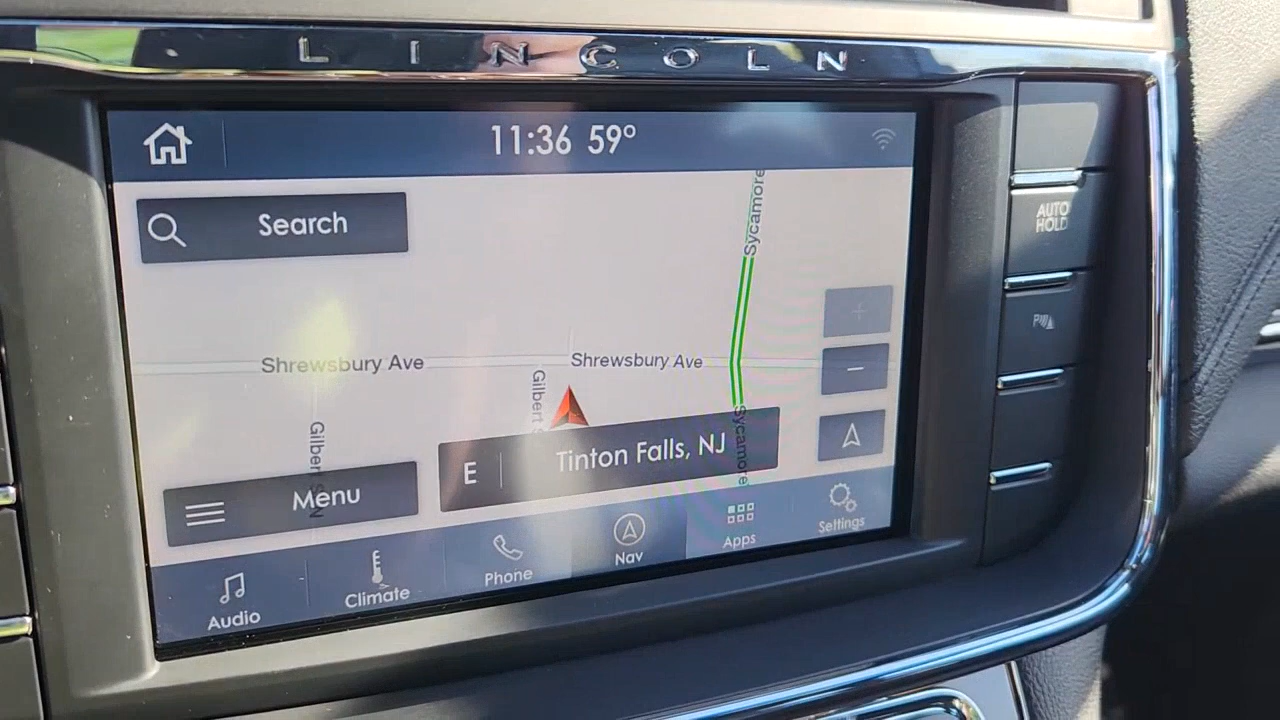 LINCOLN
11:36 59°
Search
AUTO
HOLD
Sycamore
Shrewsbury Ave
Shrewsbury Ave
Gilbert S
Gilber
N
Sycamore
E
Tinton Falls, NJ
Menu
Audio
Climate
Phone
Nav
Apps
Settings